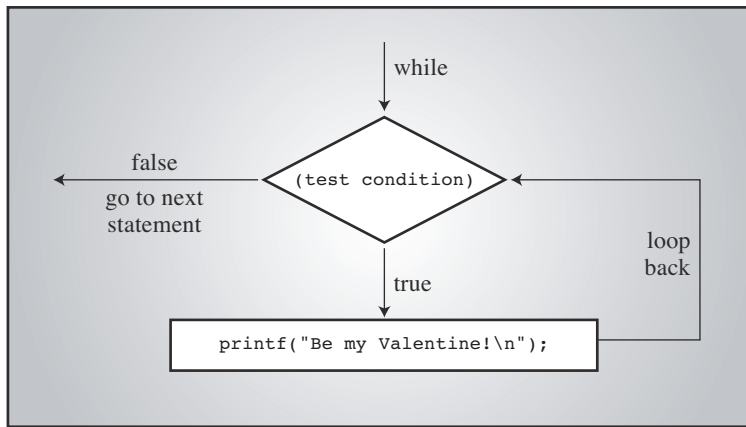 while
false
(test condition)
go to next
statement
loop
back
true
printf("Be my Valentine!\n");